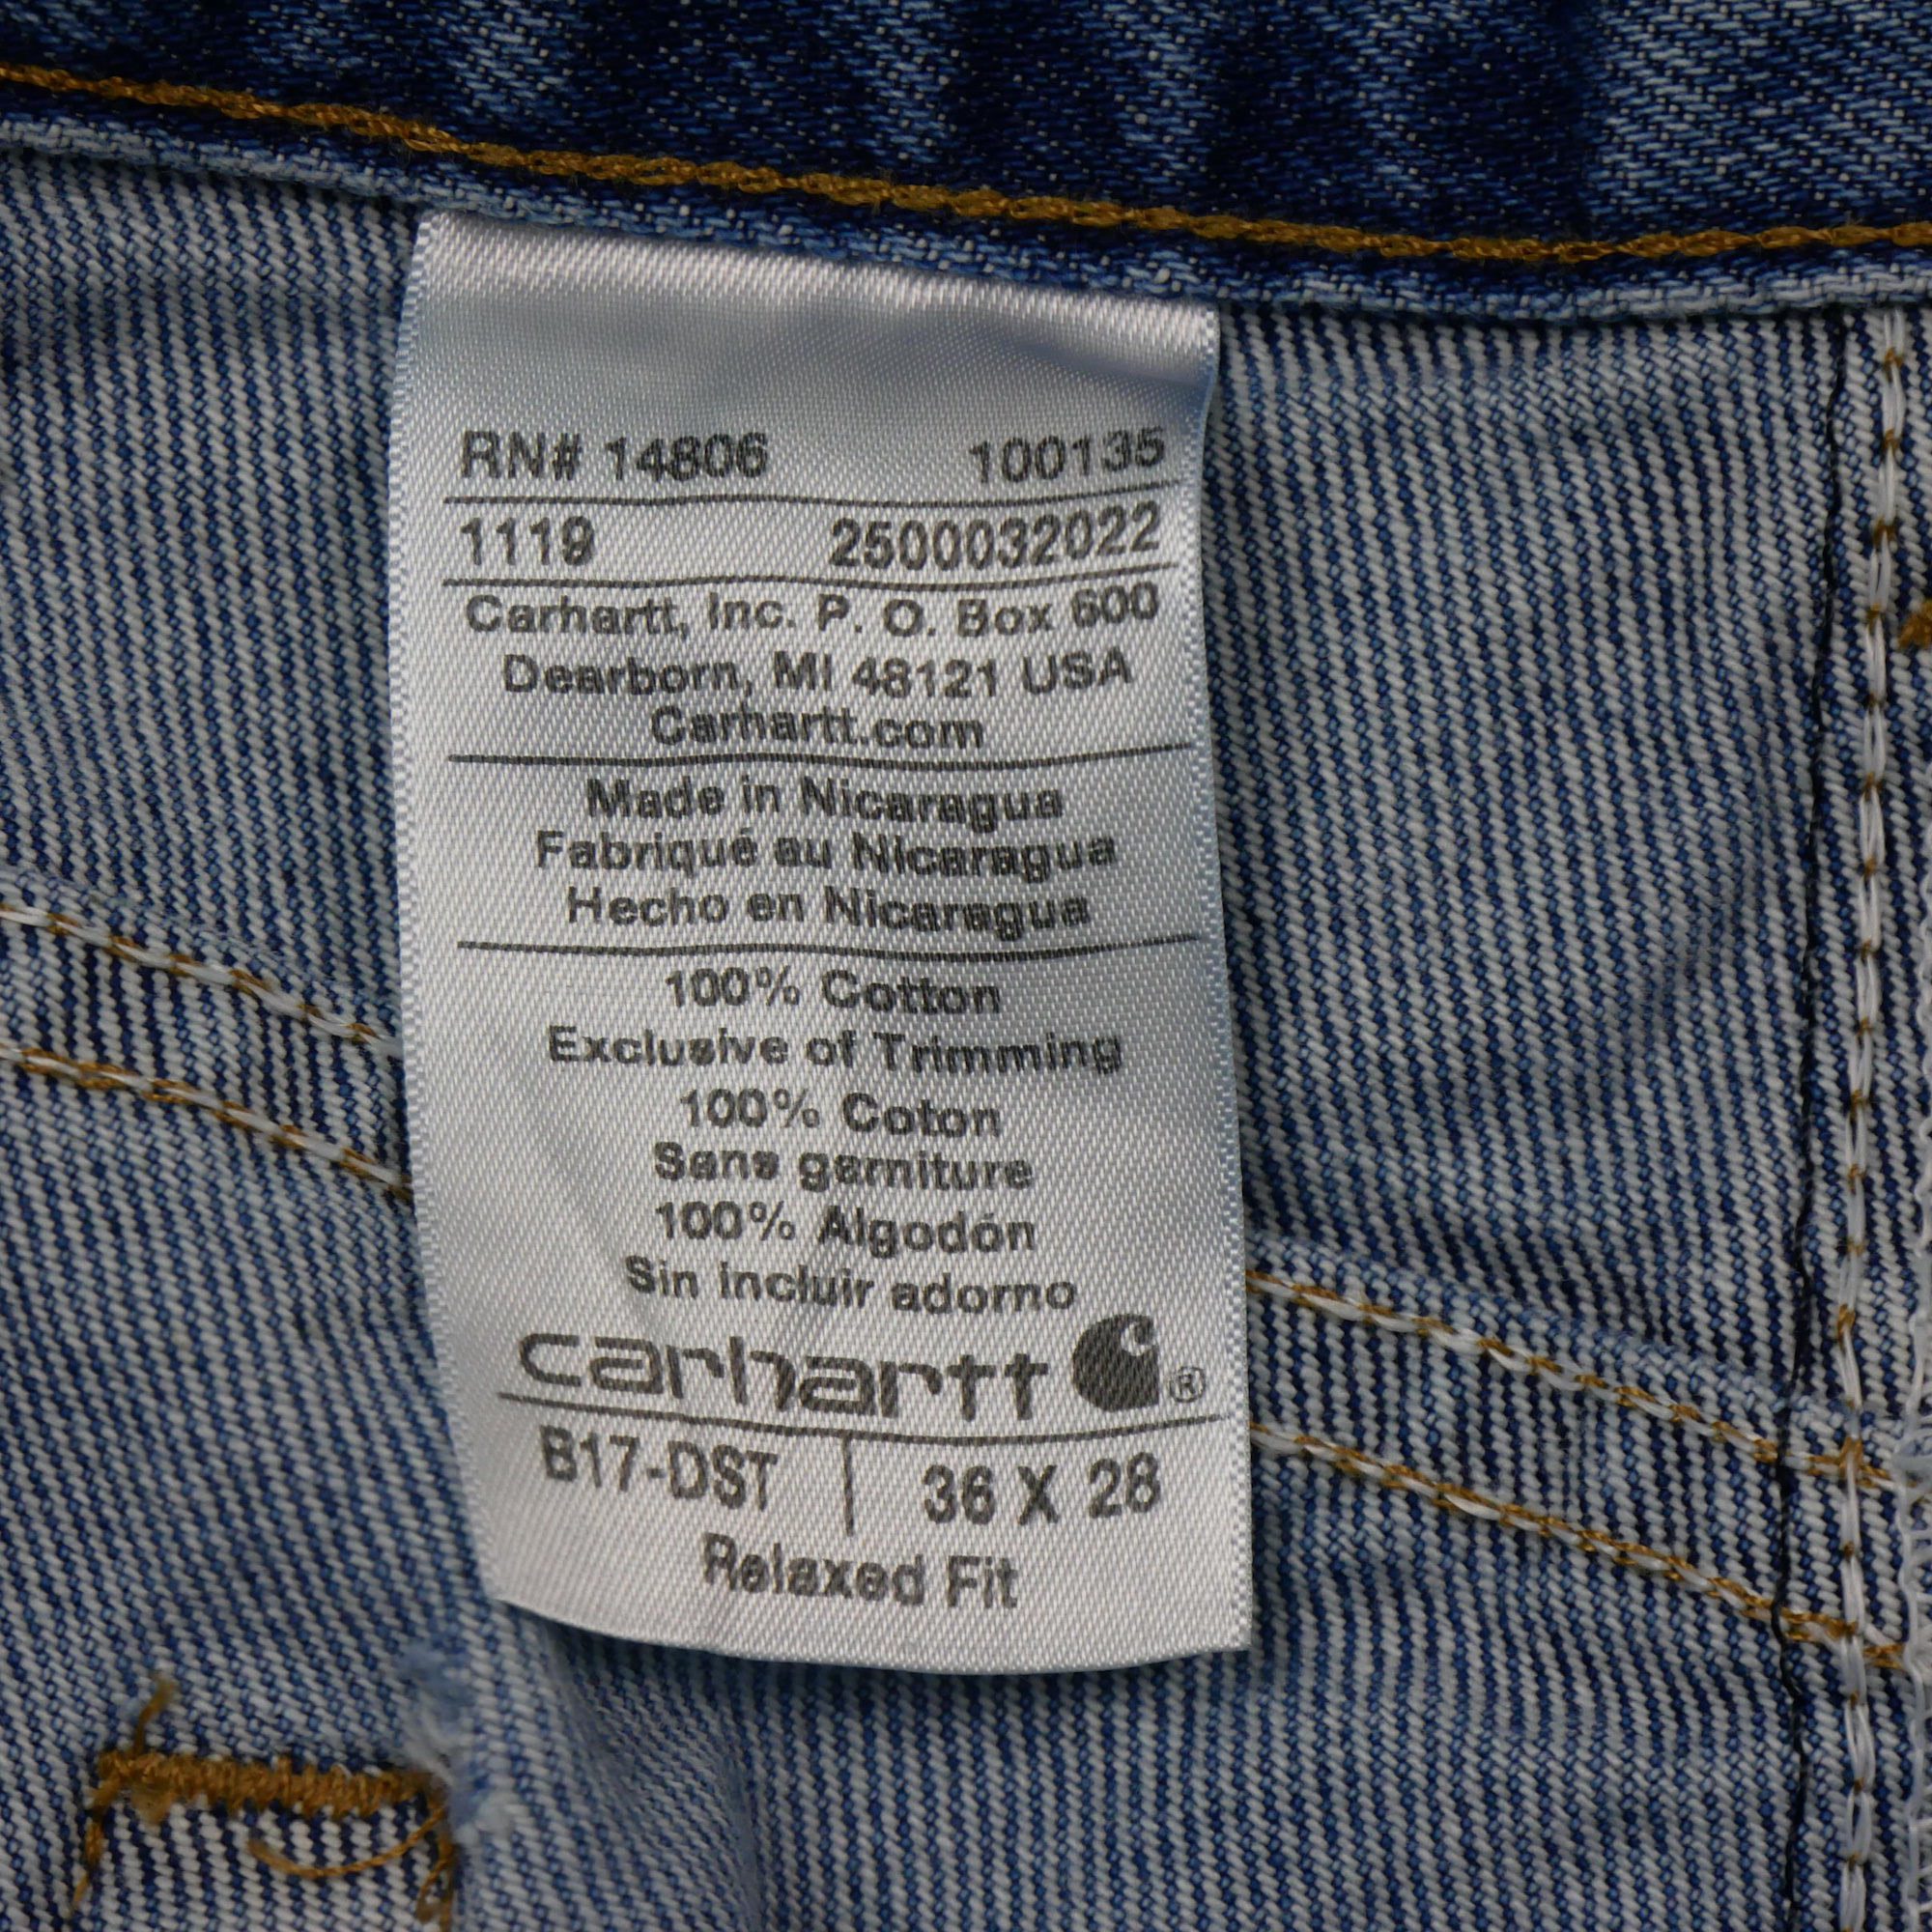 RN# 14806 100135
1119 2500032022
Carhartt, Inc. P. O. Box 600
Dearborn, MI 48121 USA
Carhartt.com
Made in Nicaragua
Fabriqué au Nicaragua
Hecho en Nicaragua
100% Cotton
Exclusive of Trimming
100% Coton
Sans garniture
100% Algodón
Sin incluir adorno
carhartt ®
B17-DST | 36 X 28
Relaxed Fit